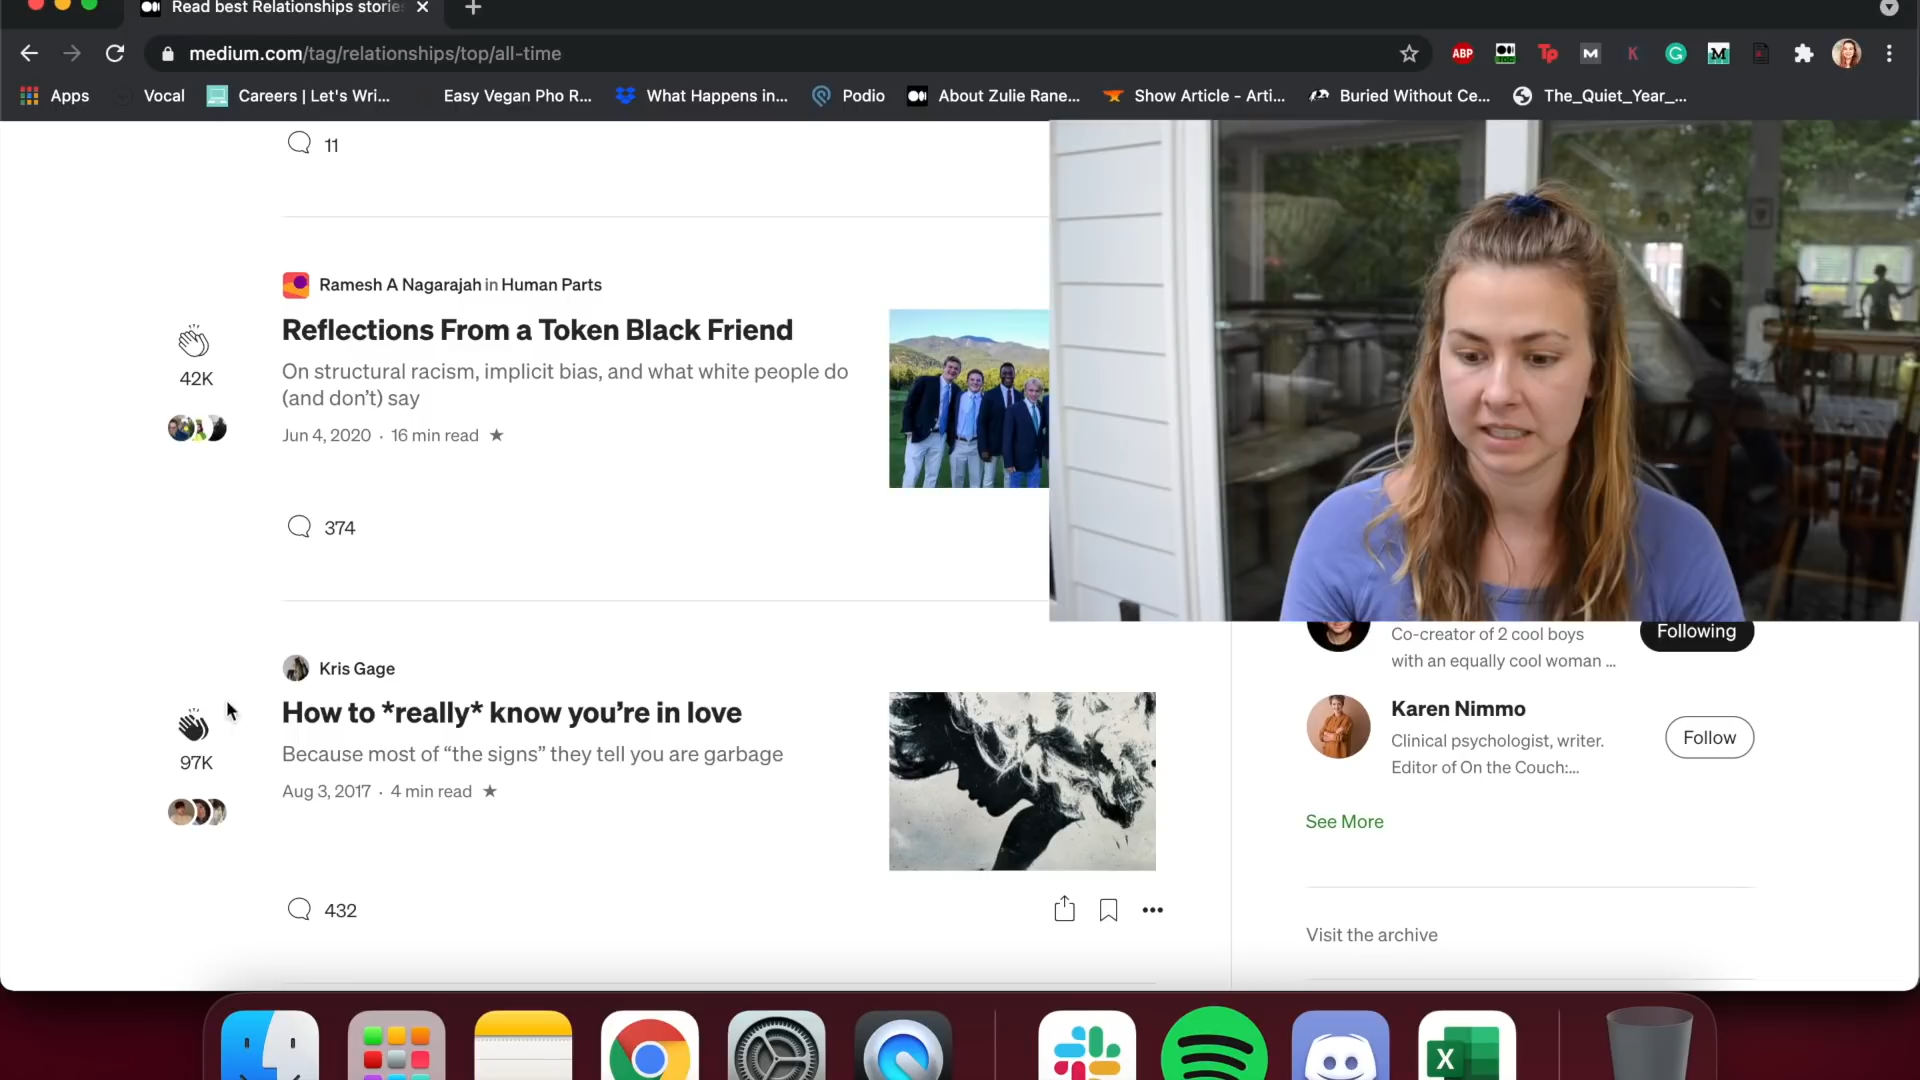 Read best Relationships stories
medium.com/tag/relationships/top/all-time
ABP
Tp
M
K
G
M
Apps
Vocal
Careers | Let's Wri...
Easy Vegan Pho R...
What Happens in...
Podio
About Zulie Rane...
Show Article - Arti...
Buried Without Ce...
The_Quiet_Year_...
11
Ramesh A Nagarajah in Human Parts
Reflections From a Token Black Friend
On structural racism, implicit bias, and what white people do
(and don’t) say
42K
Jun 4, 2020 · 16 min read
374
Kris Gage
How to *really* know you’re in love
Because most of “the signs” they tell you are garbage
97K
Aug 3, 2017 · 4 min read
432
Co-creator of 2 cool boys
with an equally cool woman ...
Following
Karen Nimmo
Clinical psychologist, writer.
Editor of On the Couch:...
Follow
See More
Visit the archive
X